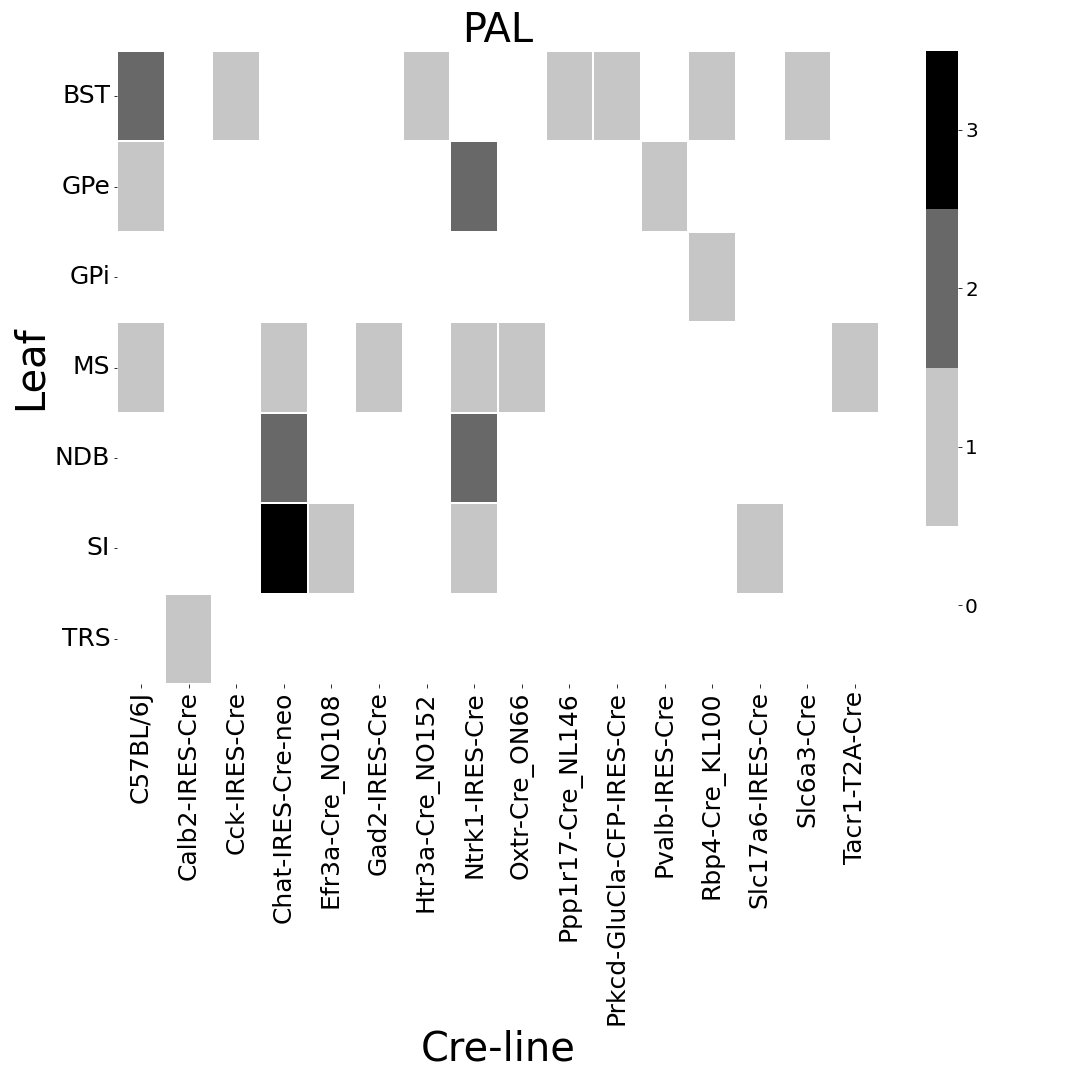 PAL
BST
GPe
GPi
MS
NDB
SI
TRS
Leaf
3
2
1
0
C57BL/6J
Calb2-IRES-Cre
Cck-IRES-Cre
Chat-IRES-Cre-neo
Efr3a-Cre_NO108
Gad2-IRES-Cre
Htr3a-Cre_NO152
Ntrk1-IRES-Cre
Oxtr-Cre_ON66
Ppp1r17-Cre_NL146
Prkcd-GluCla-CFP-IRES-Cre
Pvalb-IRES-Cre
Rbp4-Cre_KL100
Slc17a6-IRES-Cre
Slc6a3-Cre
Tacr1-T2A-Cre
Cre-line